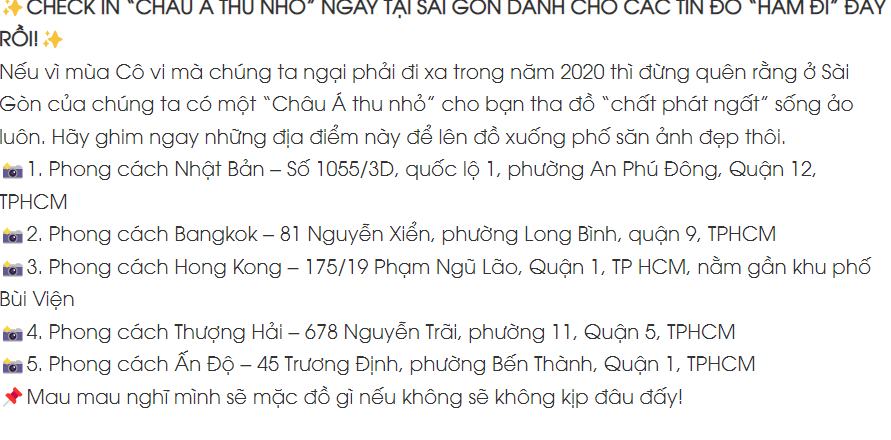 ✨CHECK IN “CHÂU Á THU NHỎ” NGAY TẠI SÀI GÒN DÀNH CHO CÁC TÍN ĐỒ “HAM ĐI” ĐÂY
RỒI!✨
Nếu vì mùa Cô vi mà chúng ta ngại phải đi xa trong năm 2020 thì đừng quên rằng ở Sài
Gòn của chúng ta có một “Châu Á thu nhỏ” cho bạn tha đồ “chất phát ngất” sống ảo
luôn. Hãy ghim ngay những địa điểm này để lên đồ xuống phố săn ảnh đẹp thôi.
📸1. Phong cách Nhật Bản – Số 1055/3D, quốc lộ 1, phường An Phú Đông, Quận 12,
TPHCM
📸2. Phong cách Bangkok – 81 Nguyễn Xiển, phường Long Bình, quận 9, TPHCM
📸3. Phong cách Hong Kong – 175/19 Phạm Ngũ Lão, Quận 1, TP HCM, nằm gần khu phố
Bùi Viện
📸4. Phong cách Thượng Hải – 678 Nguyễn Trãi, phường 11, Quận 5, TPHCM
📸5. Phong cách Ấn Độ – 45 Trương Định, phường Bến Thành, Quận 1, TPHCM
📌Mau mau nghĩ mình sẽ mặc đồ gì nếu không sẽ không kịp đâu đấy!